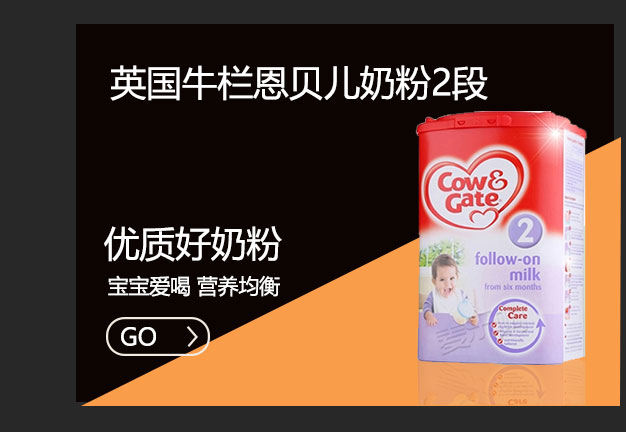 英国牛栏恩贝儿奶粉2段
Cow&
Gate
2
follow-on
milk
from six months
Complete
Care
优质好奶粉
宝宝爱喝 营养均衡
GO